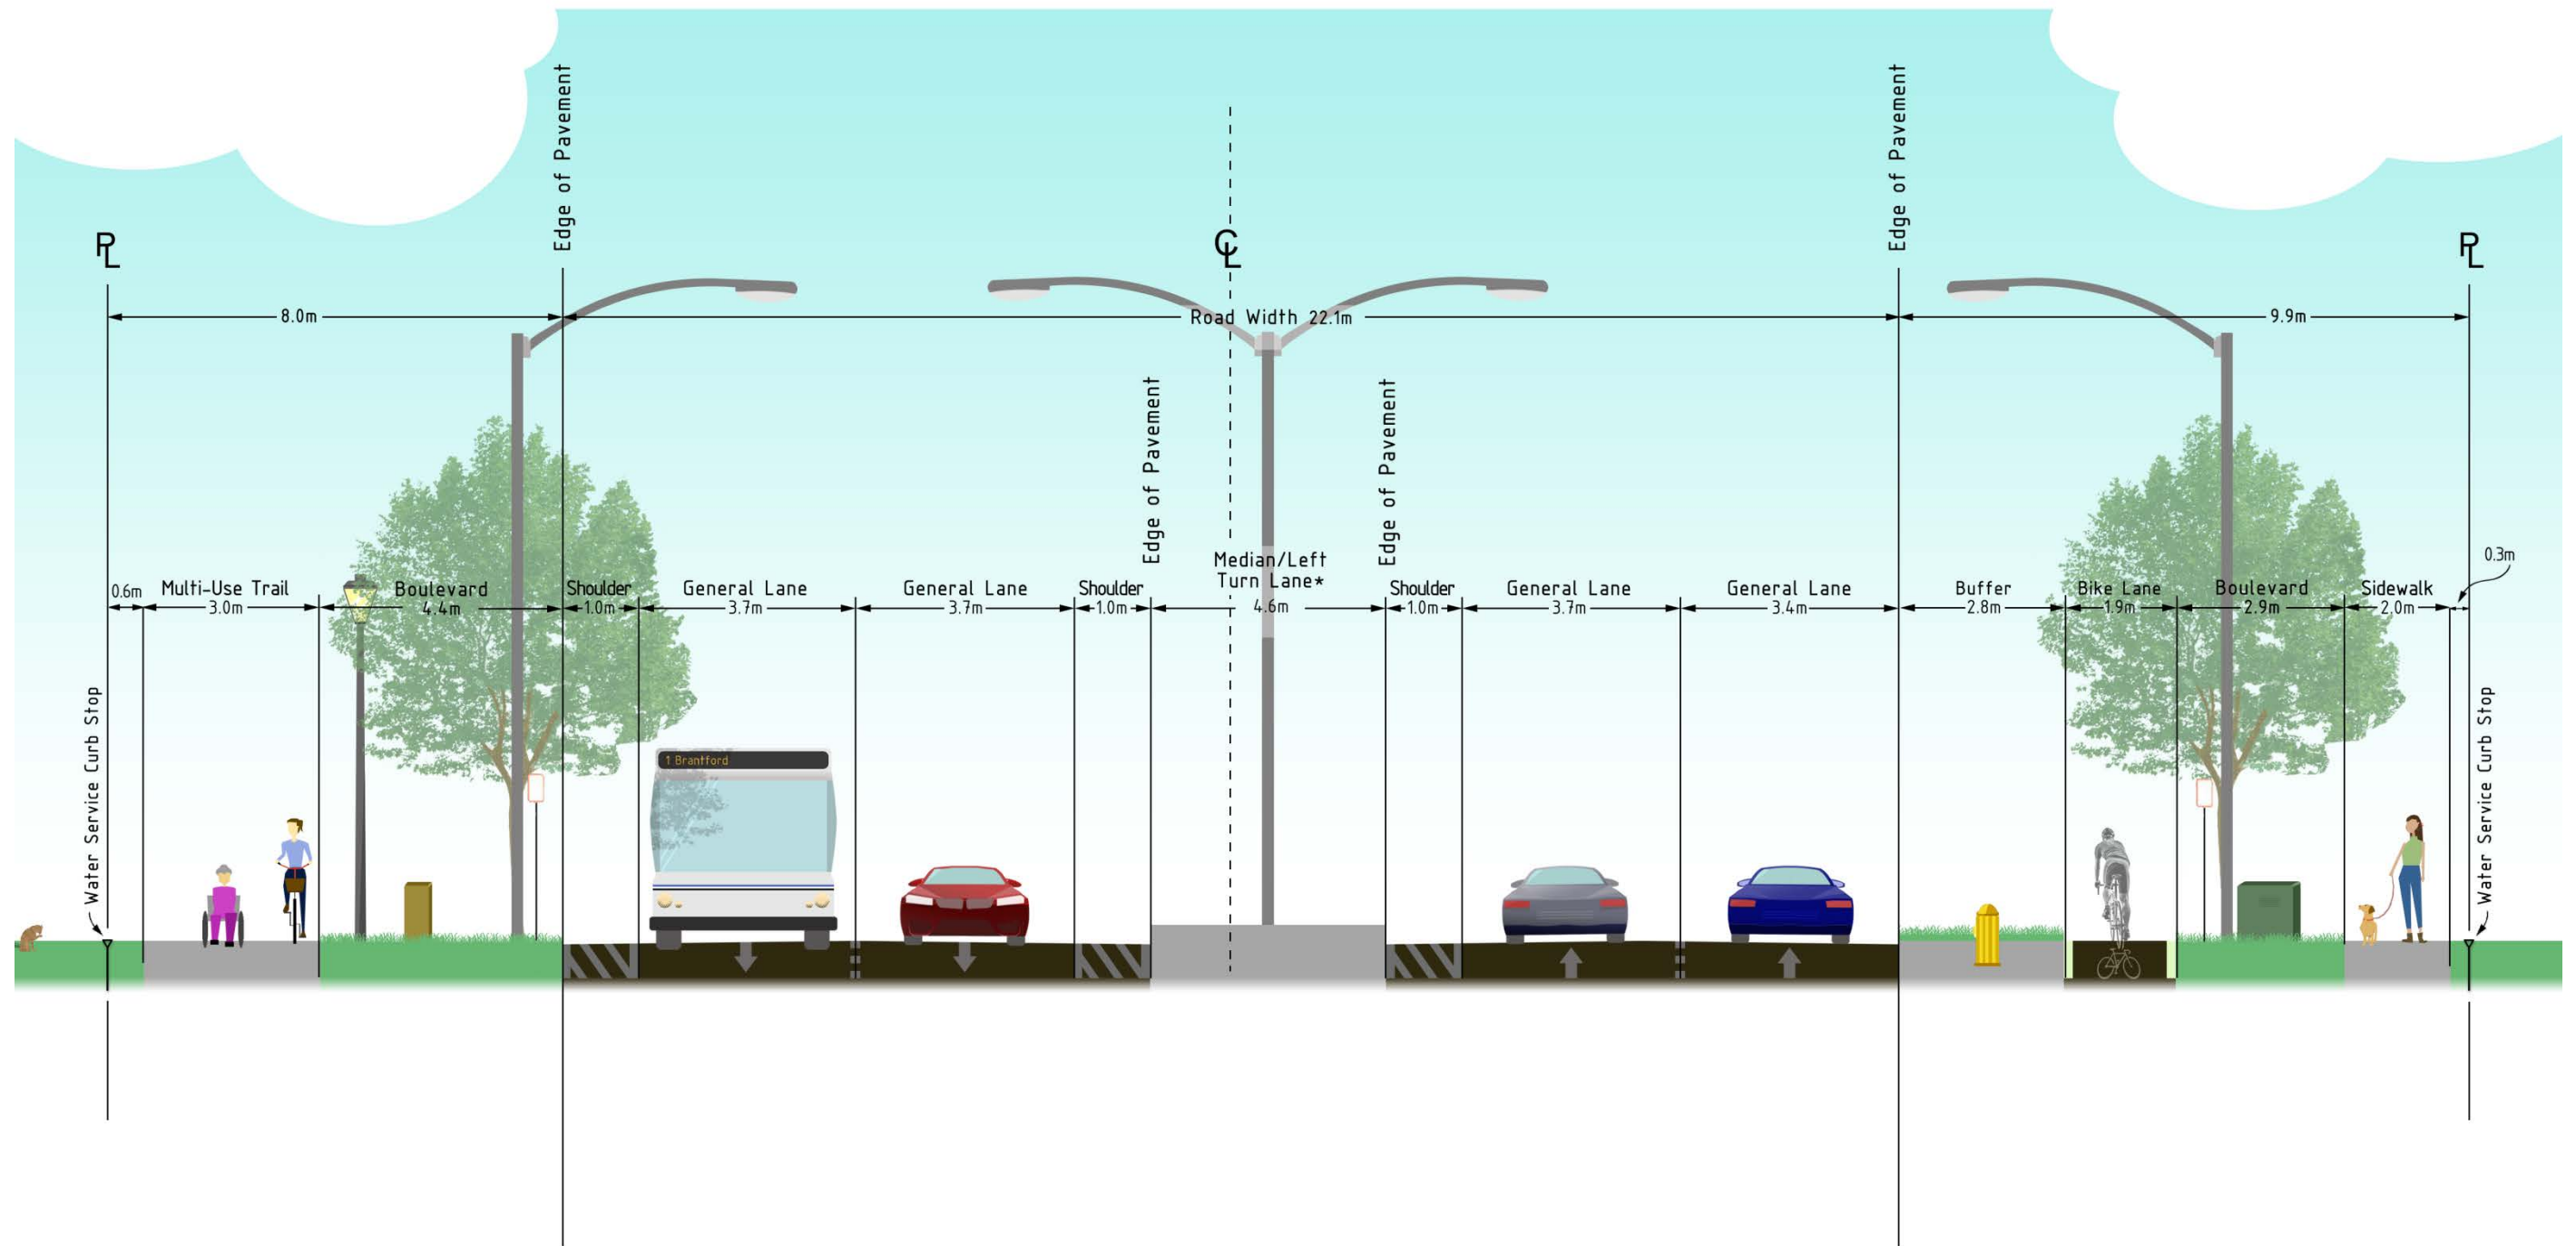 Edge of Pavement
Edge of Pavement
PL
CL
PL
8.0m
Road Width 22.1m
9.9m
Edge of Pavement
Edge of Pavement
0.6m
Multi-Use Trail
3.0m
Boulevard
4.4m
Shoulder
1.0m
General Lane
3.7m
General Lane
3.7m
Shoulder
1.0m
Median/Left
Turn Lane*
4.6m
Shoulder
1.0m
General Lane
3.7m
General Lane
3.4m
Buffer
2.8m
Bike Lane
1.9m
Boulevard
2.9m
Sidewalk
2.0m
0.3m
Water Service Curb Stop
1 Brantford
Water Service Curb Stop